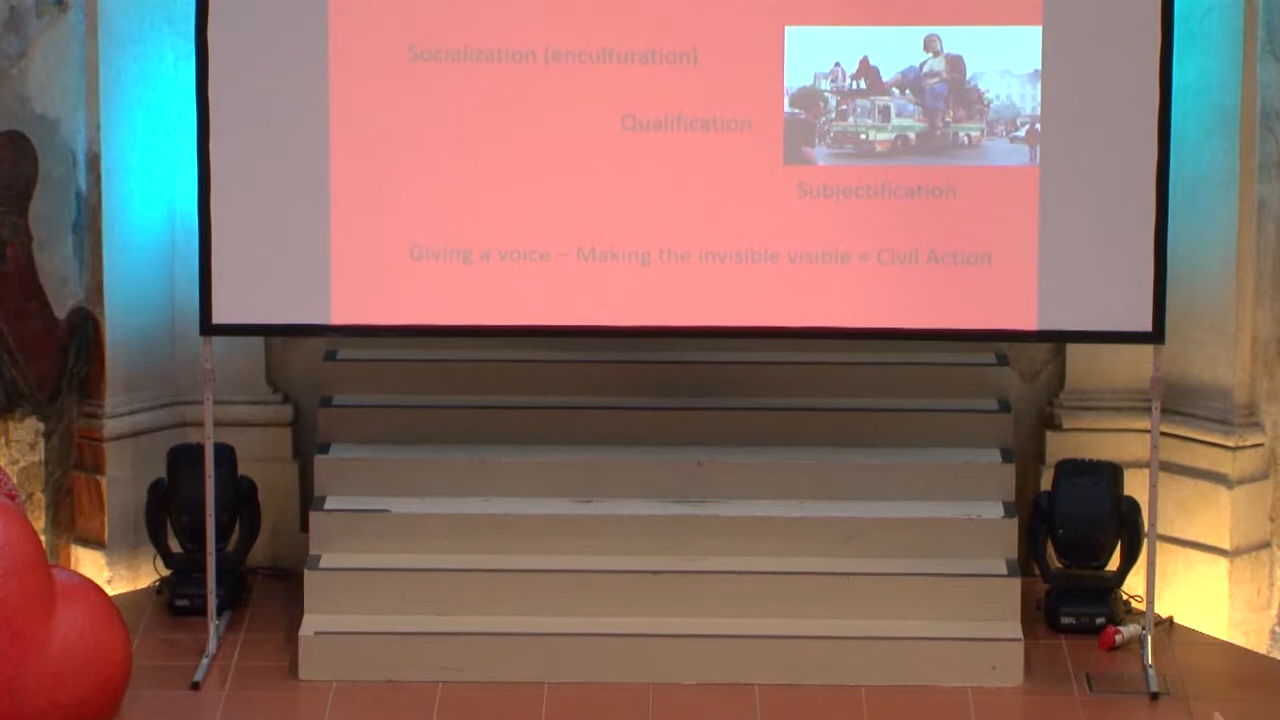 Socialization (enculturation)
Qualification
Subjectification
Giving a voice – Making the invisible visible = Civil Action